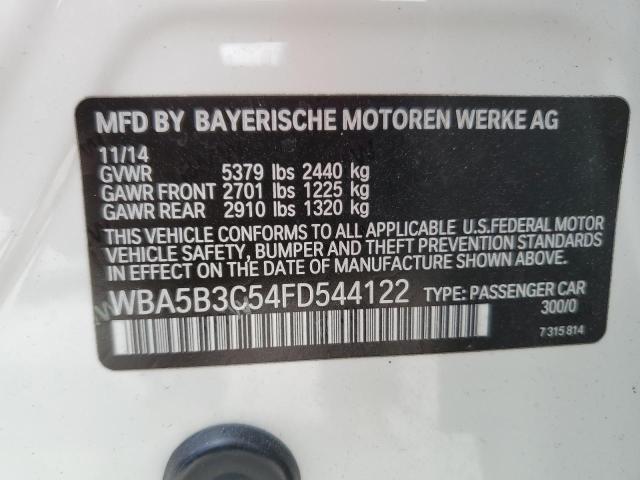 MFD BY BAYERISCHE MOTOREN WERKE AG
11/14
GVWR 5379 lbs 2440 kg
GAWR FRONT 2701 lbs 1225 kg
GAWR REAR 2910 lbs 1320 kg
THIS VEHICLE CONFORMS TO ALL APPLICABLE U.S.FEDERAL MOTOR
VEHICLE SAFETY, BUMPER AND THEFT PREVENTION STANDARDS
IN EFFECT ON THE DATE OF MANUFACTURE SHOWN ABOVE.
WBA5B3C54FD544122 TYPE: PASSENGER CAR
300/0
7 315 814